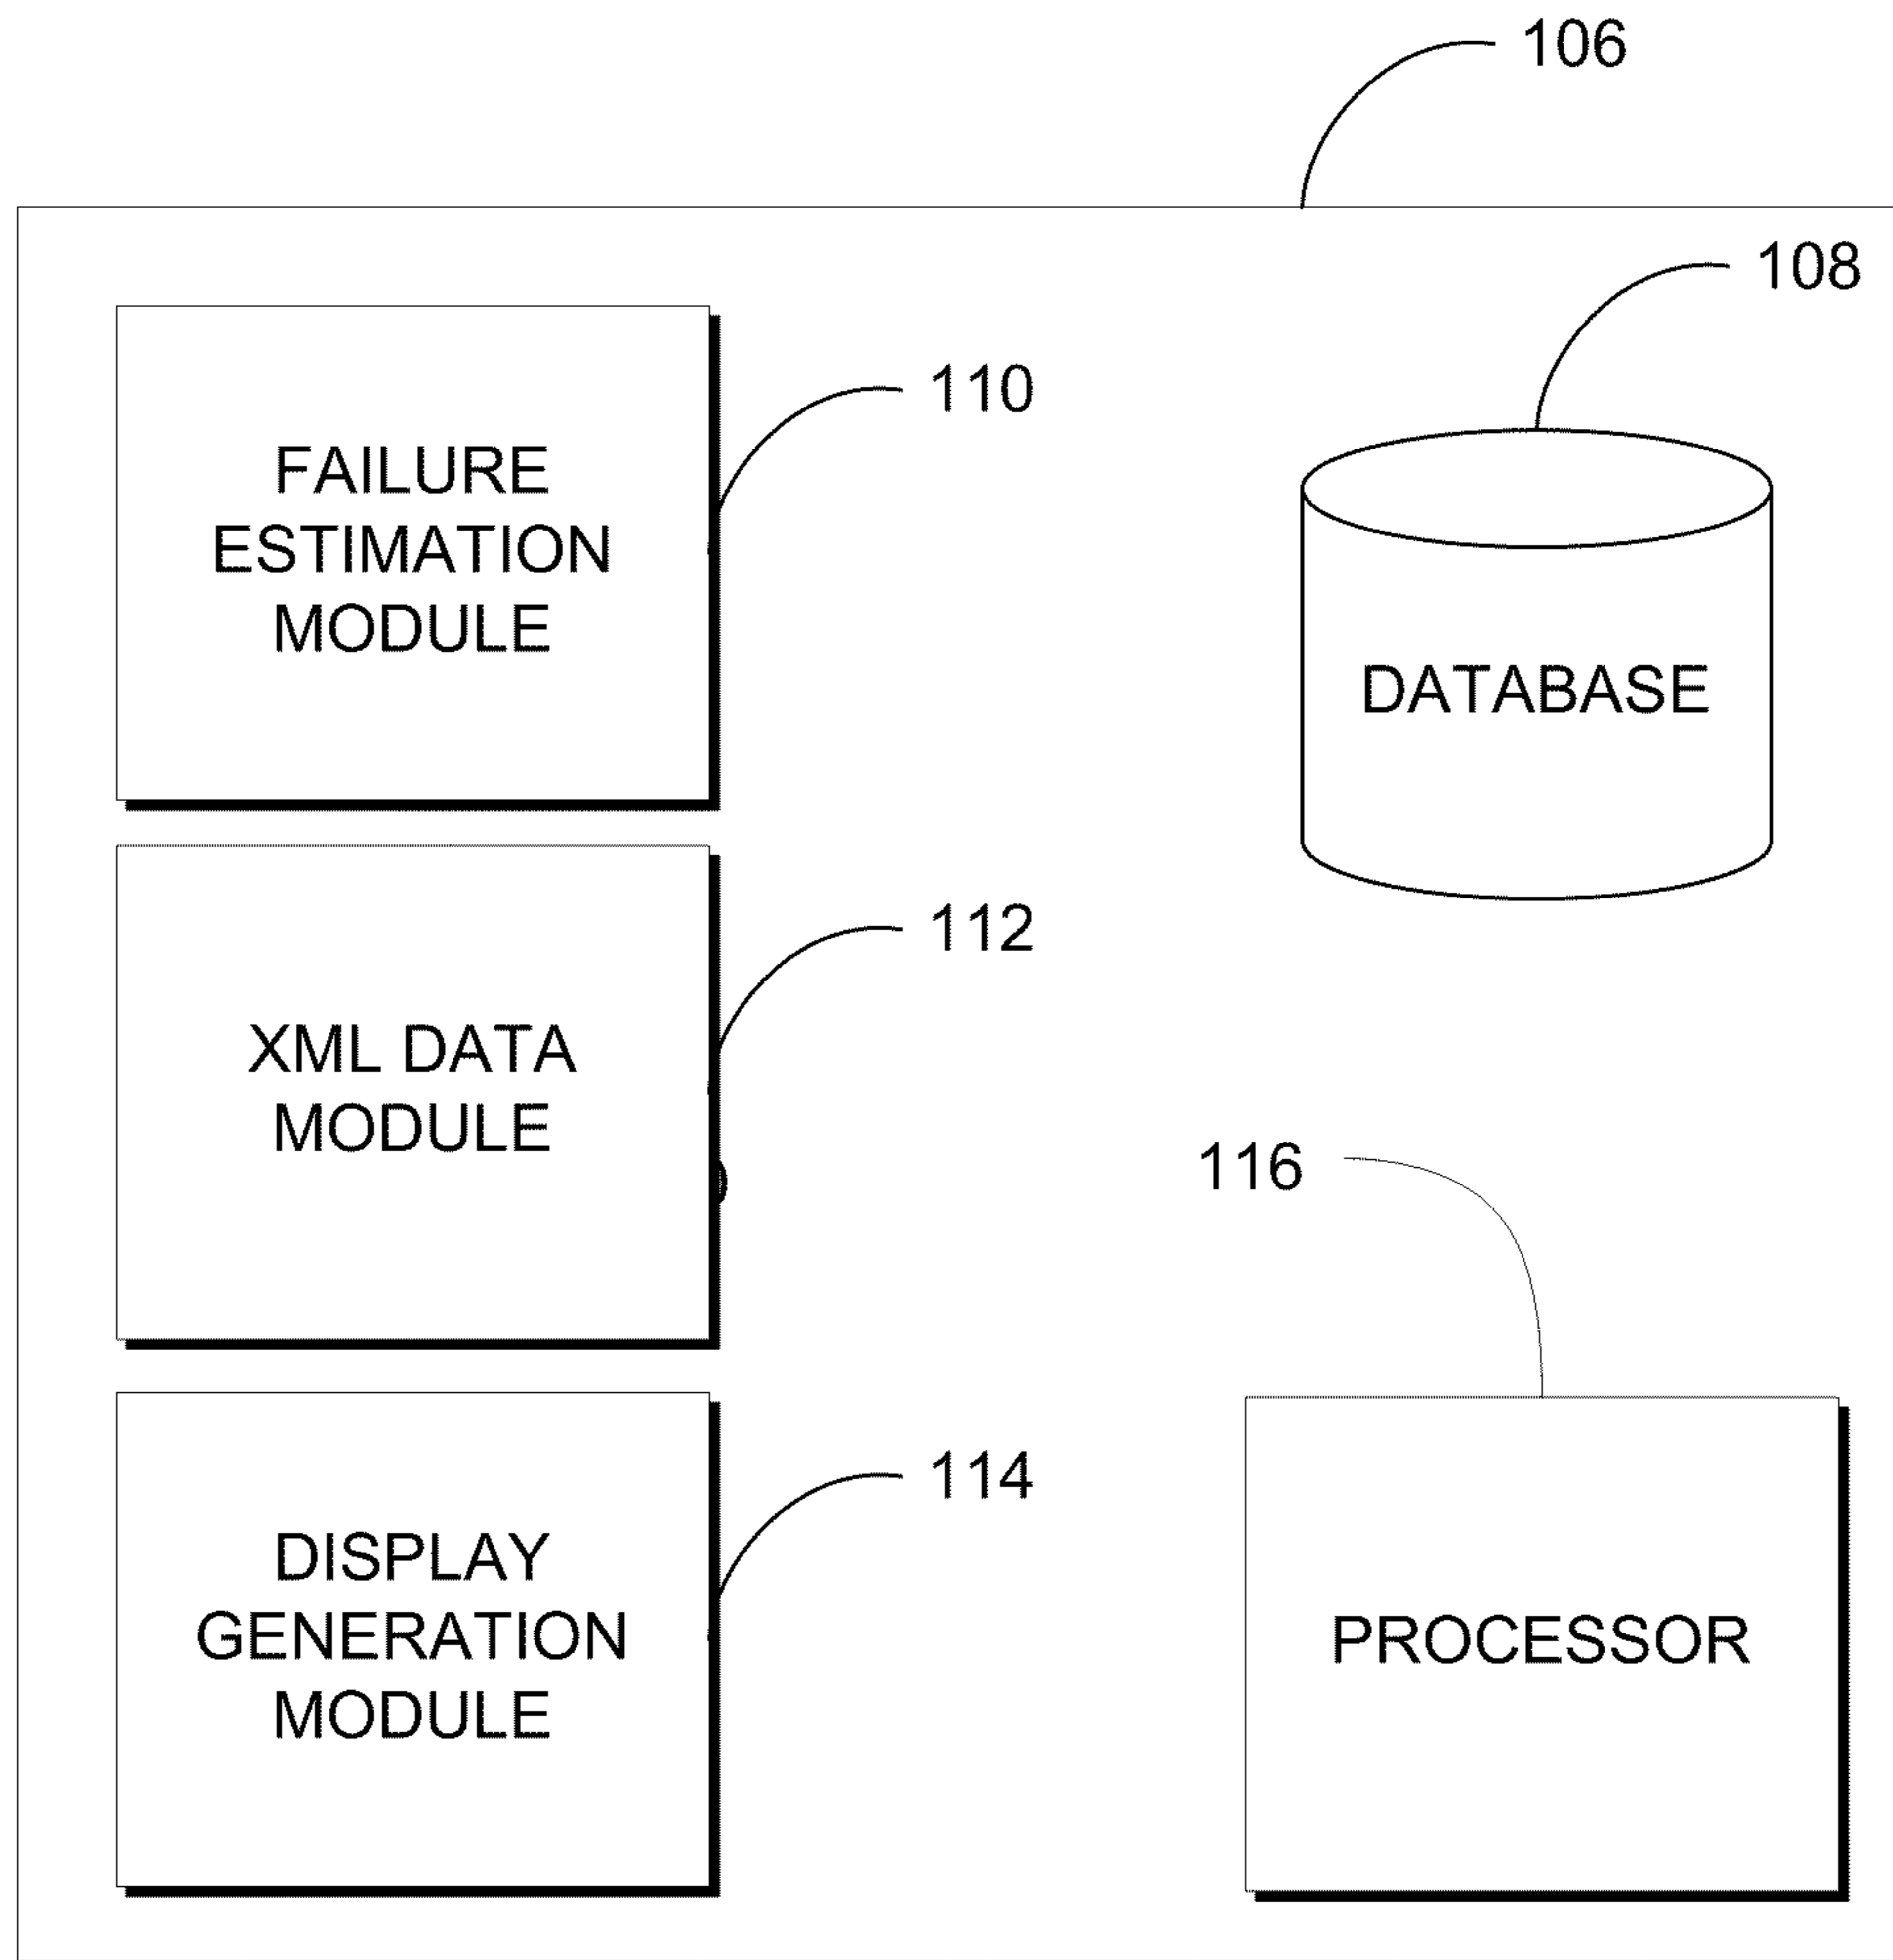 106
108
110
FAILURE
ESTIMATION
MODULE
DATABASE
112
XML DATA
MODULE
116
114
DISPLAY
GENERATION
MODULE
PROCESSOR